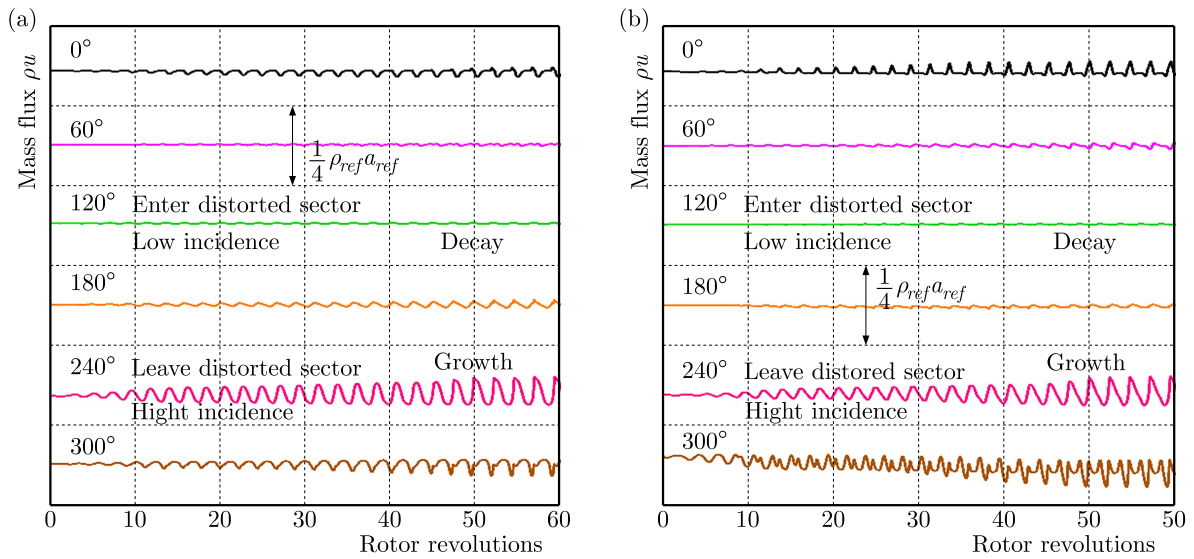 (a)
Mass flux ρu
0°
60°
1/4 ρ_ref a_ref
120° Enter distorted sector
Low incidence Decay
180°
240° Leave distorted sector Growth
Hight incidence
300°
0 10 20 30 40 50 60
Rotor revolutions
(b)
Mass flux ρu
0°
60°
120° Enter distorted sector
Low incidence Decay
180° 1/4 ρ_ref a_ref
240° Leave distored sector Growth
Hight incidence
300°
0 10 20 30 40 50 50
Rotor revolutions